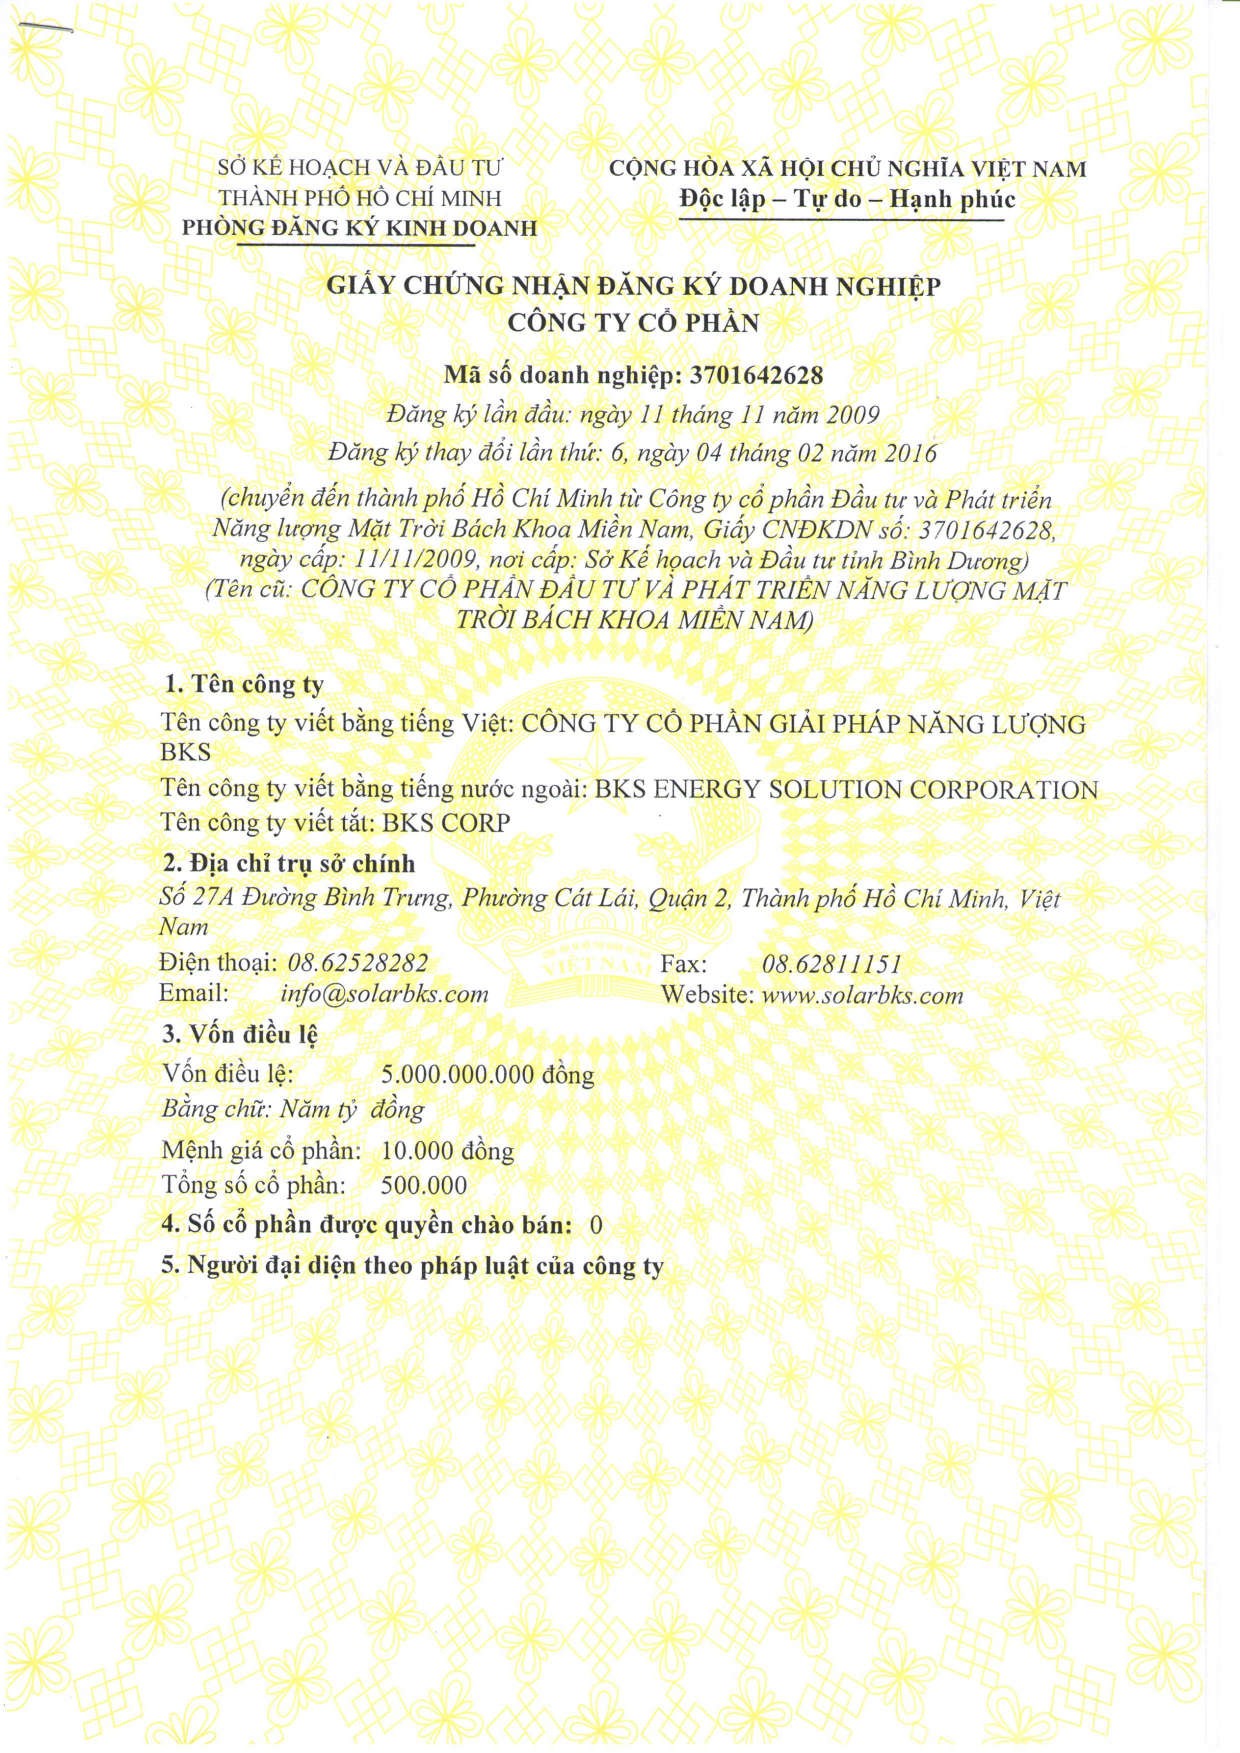 SỞ KẾ HOẠCH VÀ ĐẦU TƯ
THÀNH PHỐ HỒ CHÍ MINH
PHÒNG ĐĂNG KÝ KINH DOANH
CỘNG HÒA XÃ HỘI CHỦ NGHĨA VIỆT NAM
Độc lập – Tự do – Hạnh phúc
GIẤY CHỨNG NHẬN ĐĂNG KÝ DOANH NGHIỆP
CÔNG TY CỔ PHẦN
Mã số doanh nghiệp: 3701642628
Đăng ký lần đầu: ngày 11 tháng 11 năm 2009
Đăng ký thay đổi lần thứ: 6, ngày 04 tháng 02 năm 2016
(chuyển đến thành phố Hồ Chí Minh từ Công ty cổ phần Đầu tư và Phát triển
Năng lượng Mặt Trời Bách Khoa Miền Nam, Giấy CNĐKDN số: 3701642628,
ngày cấp: 11/11/2009, nơi cấp: Sở Kế hoạch và Đầu tư tỉnh Bình Dương)
(Tên cũ: CÔNG TY CỔ PHẦN ĐẦU TƯ VÀ PHÁT TRIỂN NĂNG LƯỢNG MẶT
TRỜI BÁCH KHOA MIỀN NAM)
1. Tên công ty
Tên công ty viết bằng tiếng Việt: CÔNG TY CỔ PHẦN GIẢI PHÁP NĂNG LƯỢNG
BKS
Tên công ty viết bằng tiếng nước ngoài: BKS ENERGY SOLUTION CORPORATION
Tên công ty viết tắt: BKS CORP
2. Địa chỉ trụ sở chính
Số 27A Đường Bình Trưng, Phường Cát Lái, Quận 2, Thành phố Hồ Chí Minh, Việt
Nam
Điện thoại: 08.62528282 Fax: 08.62811151
Email: info@solarbks.com Website: www.solarbks.com
VIỆT NAM
3. Vốn điều lệ
Vốn điều lệ: 5.000.000.000 đồng
Bằng chữ: Năm tỷ đồng
Mệnh giá cổ phần: 10.000 đồng
Tổng số cổ phần: 500.000
4. Số cổ phần được quyền chào bán: 0
5. Người đại diện theo pháp luật của công ty